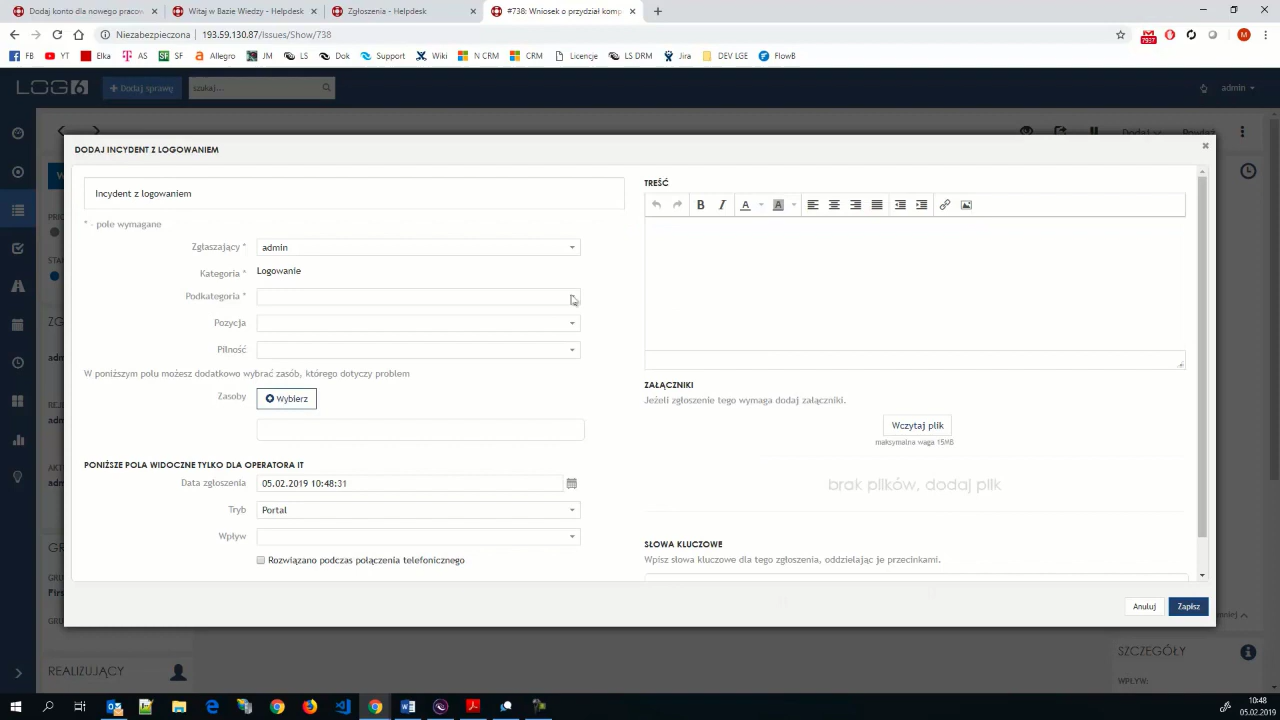 Dodaj konto dla nowego pracow
Witaj w Bazie Wiedzy - Helpdesk
Zgłoszenia - Helpdesk
#738: Wniosek o przydział komp
Niezabezpieczona
193.59.130.87/Issues/Show/738
FB YT Elka AS SF Allegro JM LS Dok Support Wiki N CRM CRM Licencje LS DRM Jira DEV LGE FlowB
LOG6
Dodaj sprawę
szukaj...
admin
DODAJ INCYDENT Z LOGOWANIEM
Incydent z logowaniem
* - pole wymagane
Zgłaszający * admin
Kategoria * Logowanie
Podkategoria *
Pozycja
Pilność
W poniższym polu możesz dodatkowo wybrać zasób, którego dotyczy problem
Zasoby Wybierz
PONIŻSZE POLA WIDOCZNE TYLKO DLA OPERATORA IT
Data zgłoszenia 05.02.2019 10:48:31
Tryb Portal
Wpływ
Rozwiązano podczas połączenia telefonicznego
TREŚĆ
B I A A
ZAŁĄCZNIKI
Jeżeli zgłoszenie tego wymaga dodaj załączniki.
Wczytaj plik
maksymalna waga 15MB
brak plików, dodaj plik
SŁOWA KLUCZOWE
Wpisz słowa kluczowe dla tego zgłoszenia, oddzielając je przecinkami.
Anuluj Zapisz
REALIZUJĄCY
SZCZEGÓŁY
WPŁYW:
10:48
05.02.2019